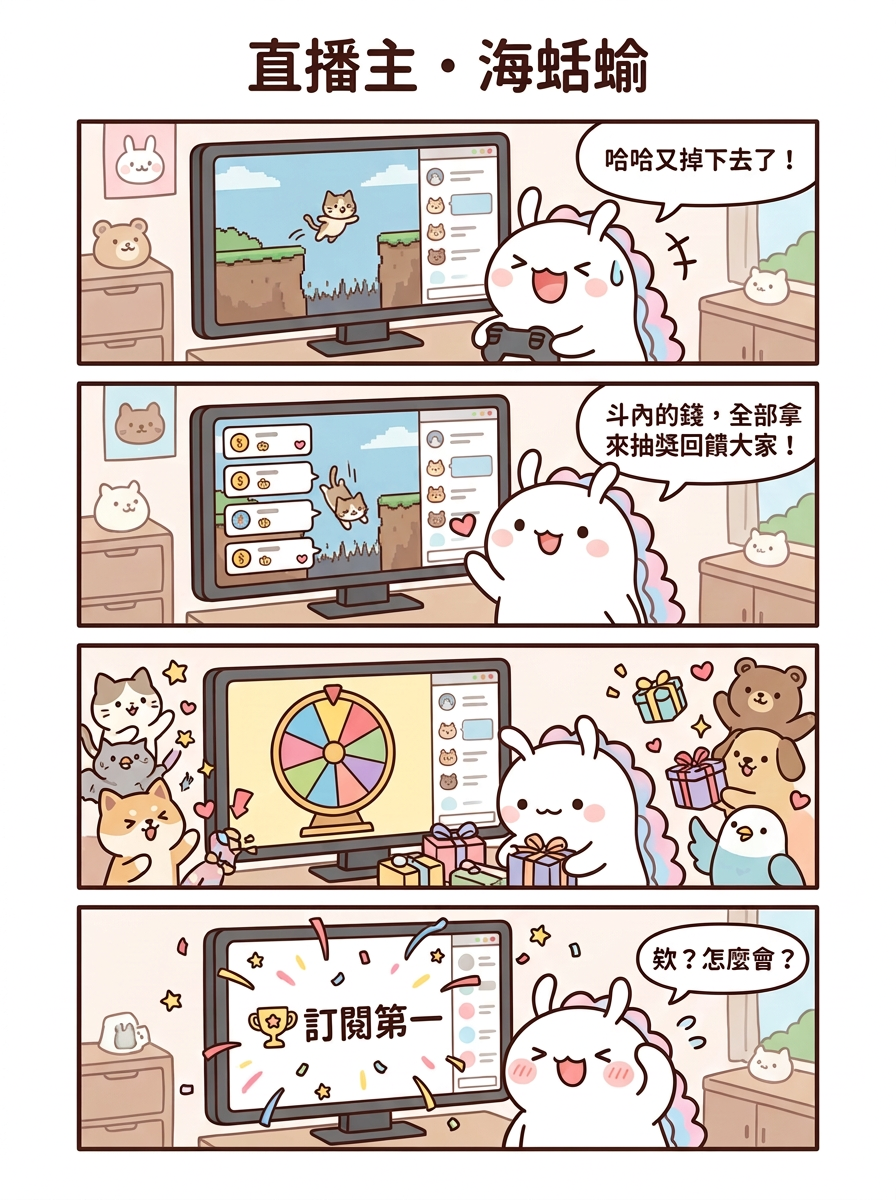 直播主・海蛞蝓
哈哈又掉下去了！
斗內的錢，全部拿
來抽獎回饋大家！
訂閱第一
欸？怎麼會？